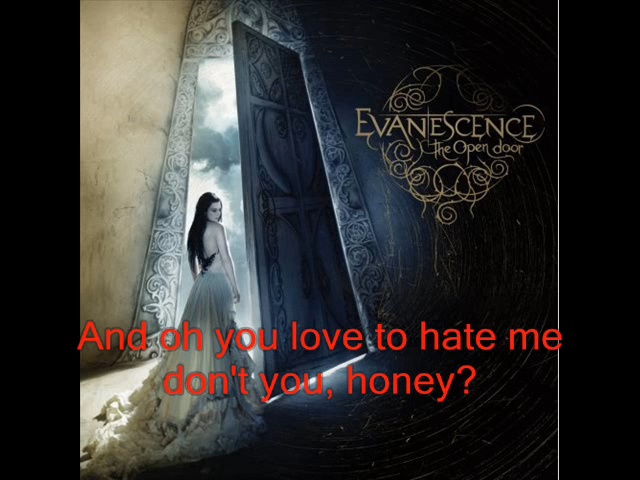 EVANESCENCE
The Open door
And oh you love to hate me
don't you, honey?